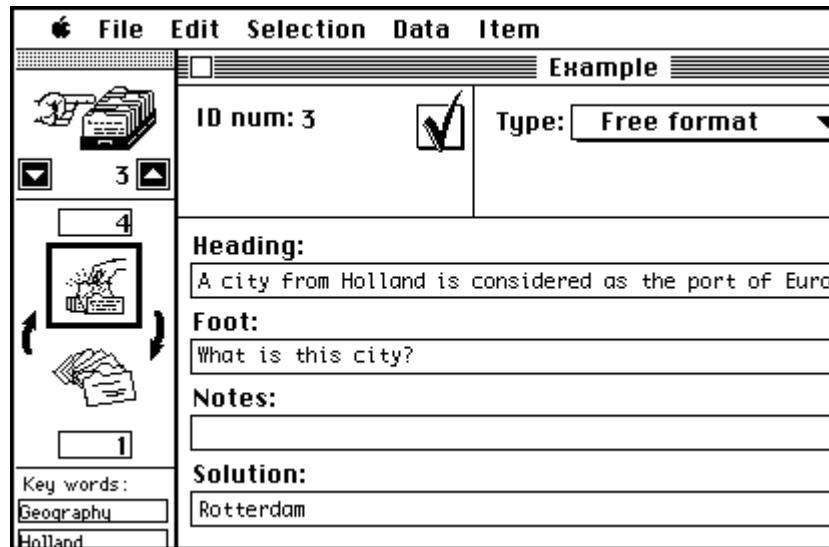 File Edit Selection Data Item
Example
ID num: 3
Type: Free format
3
4
Heading:
A city from Holland is considered as the port of Euro
Foot:
What is this city?
Notes:
1
Solution:
Key words:
Rotterdam
Geography
Holland